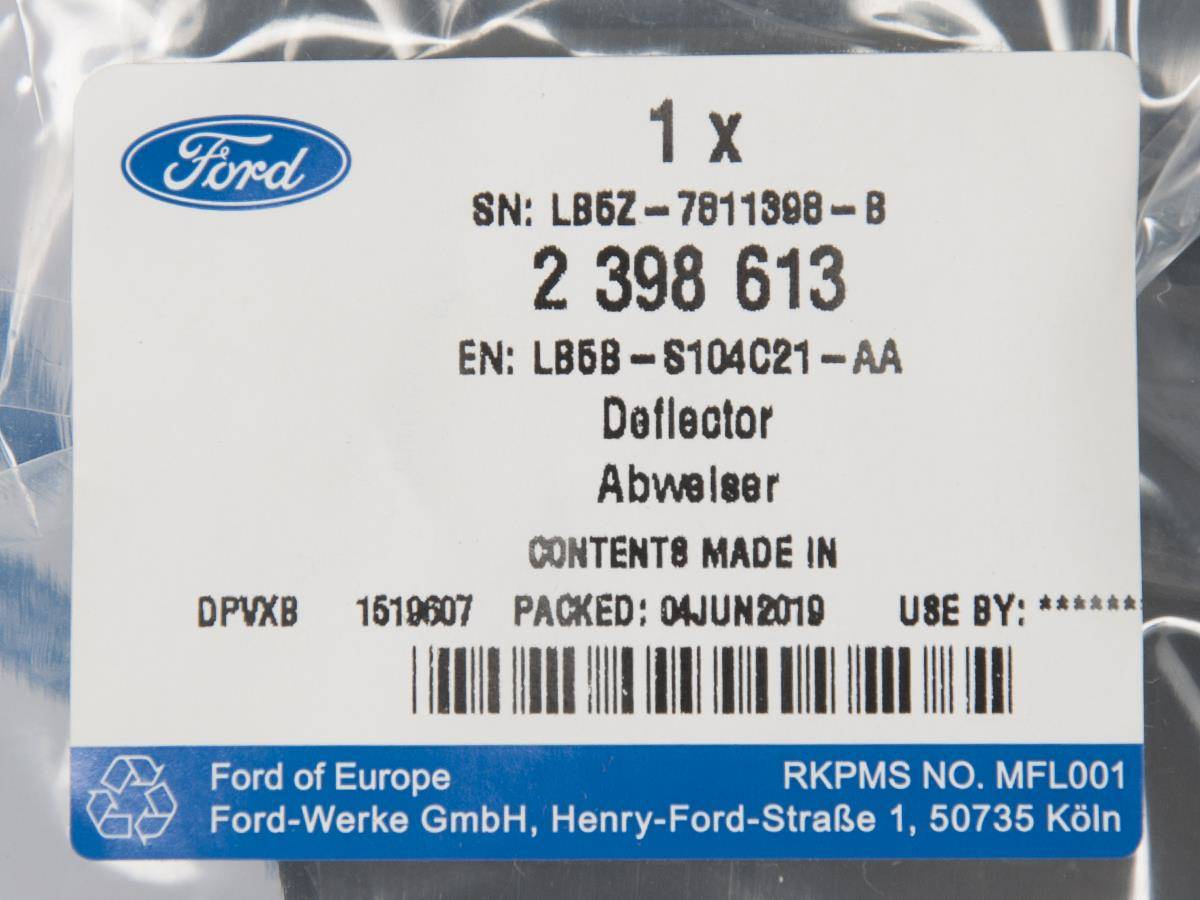 Ford
1 x
SN: LB5Z-7811398-B
2 398 613
EN: LB5B-S104C21-AA
Deflector
Abweiser
CONTENTS MADE IN
DPVXB 1519607 PACKED: 04JUN2019 USE BY: ******
Ford of Europe RKPMS NO. MFL001
Ford-Werke GmbH, Henry-Ford-Straße 1, 50735 Köln